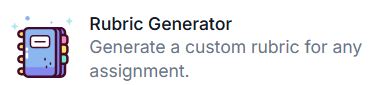 Rubric Generator
Generate a custom rubric for any
assignment.